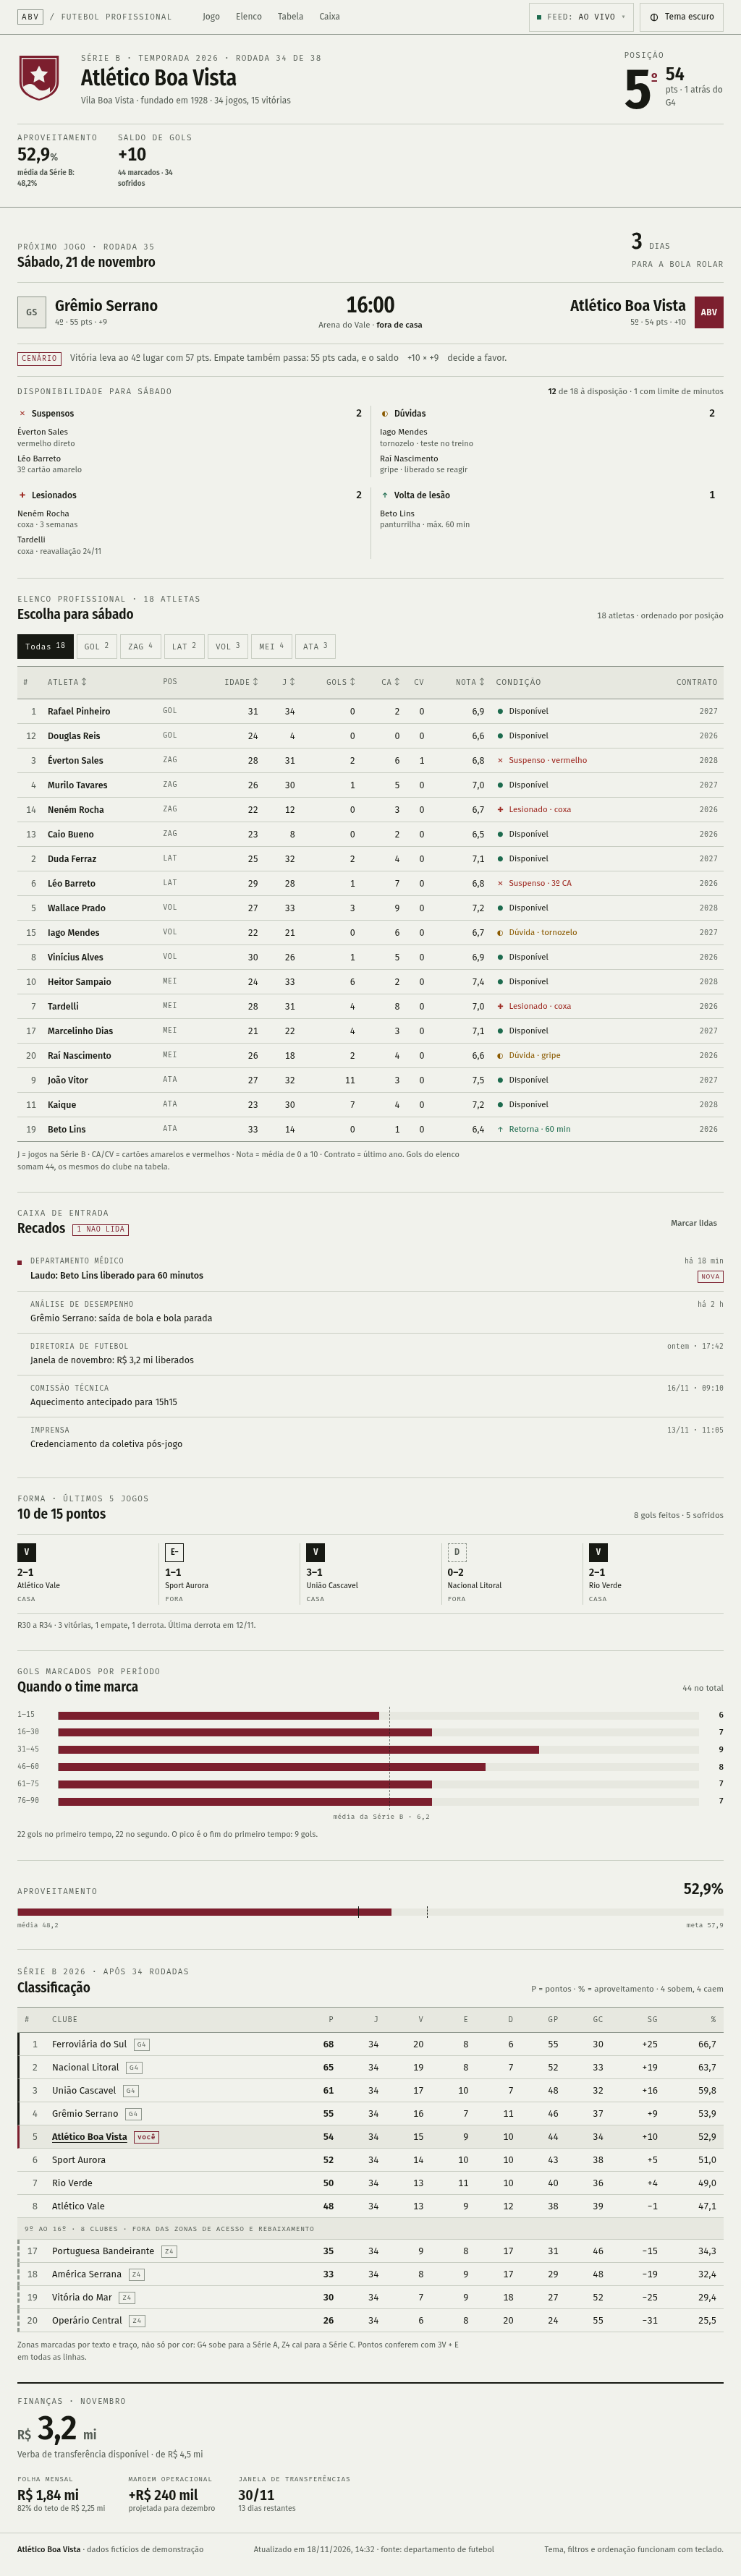 ABV / FUTEBOL PROFISSIONAL Jogo Elenco Tabela Caixa FEED: AO VIVO Tema escuro
SÉRIE B · TEMPORADA 2026 · RODADA 34 DE 38
Atlético Boa Vista
Vila Boa Vista · fundado em 1928 · 34 jogos, 15 vitórias
POSIÇÃO
5º 54
pts · 1 atrás do
G4
APROVEITAMENTO SALDO DE GOLS
52,9% +10
média da Série B: 44 marcados · 34
48,2% sofridos
PRÓXIMO JOGO · RODADA 35
Sábado, 21 de novembro
3 DIAS
PARA A BOLA ROLAR
GS Grêmio Serrano 16:00 Atlético Boa Vista ABV
4º · 55 pts · +9 Arena do Vale · fora de casa 5º · 54 pts · +10
CENÁRIO Vitória leva ao 4º lugar com 57 pts. Empate também passa: 55 pts cada, e o saldo +10 × +9 decide a favor.
DISPONIBILIDADE PARA SÁBADO 12 de 18 à disposição · 1 com limite de minutos
× Suspensos 2
Éverton Sales
vermelho direto
Léo Barreto
3º cartão amarelo
Dúvidas 2
Iago Mendes
tornozelo · teste no treino
Raí Nascimento
gripe · liberado se reagir
+ Lesionados 2
Neném Rocha
coxa · 3 semanas
Tardelli
coxa · reavaliação 24/11
↑ Volta de lesão 1
Beto Lins
panturrilha · máx. 60 min
ELENCO PROFISSIONAL · 18 ATLETAS
Escolha para sábado 18 atletas · ordenado por posição
Todas 18 GOL 2 ZAG 4 LAT 2 VOL 3 MEI 4 ATA 3
# ATLETA POS IDADE J GOLS CA CV NOTA CONDIÇÃO CONTRATO
1 Rafael Pinheiro GOL 31 34 0 2 0 6,9 Disponível 2027
12 Douglas Reis GOL 24 4 0 0 0 6,6 Disponível 2026
3 Éverton Sales ZAG 28 31 2 6 1 6,8 × Suspenso · vermelho 2028
4 Murilo Tavares ZAG 26 30 1 5 0 7,0 Disponível 2027
14 Neném Rocha ZAG 22 12 0 3 0 6,7 + Lesionado · coxa 2026
13 Caio Bueno ZAG 23 8 0 2 0 6,5 Disponível 2026
2 Duda Ferraz LAT 25 32 2 4 0 7,1 Disponível 2027
6 Léo Barreto LAT 29 28 1 7 0 6,8 × Suspenso · 3º CA 2026
5 Wallace Prado VOL 27 33 3 9 0 7,2 Disponível 2028
15 Iago Mendes VOL 22 21 0 6 0 6,7 Dúvida · tornozelo 2027
8 Vinícius Alves VOL 30 26 1 5 0 6,9 Disponível 2026
10 Heitor Sampaio MEI 24 33 6 2 0 7,4 Disponível 2028
7 Tardelli MEI 28 31 4 8 0 7,0 + Lesionado · coxa 2026
17 Marcelinho Dias MEI 21 22 4 3 0 7,1 Disponível 2027
20 Raí Nascimento MEI 26 18 2 4 0 6,6 Dúvida · gripe 2026
9 João Vitor ATA 27 32 11 3 0 7,5 Disponível 2027
11 Kaique ATA 23 30 7 4 0 7,2 Disponível 2028
19 Beto Lins ATA 33 14 0 1 0 6,4 ↑ Retorna · 60 min 2026
J = jogos na Série B · CA/CV = cartões amarelos e vermelhos · Nota = média de 0 a 10 · Contrato = último ano. Gols do elenco
somam 44, os mesmos do clube na tabela.
CAIXA DE ENTRADA
Recados 1 NÃO LIDA Marcar lidas
DEPARTAMENTO MÉDICO há 18 min
Laudo: Beto Lins liberado para 60 minutos NOVA
ANÁLISE DE DESEMPENHO há 2 h
Grêmio Serrano: saída de bola e bola parada
DIRETORIA DE FUTEBOL ontem · 17:42
Janela de novembro: R$ 3,2 mi liberados
COMISSÃO TÉCNICA 16/11 · 09:10
Aquecimento antecipado para 15h15
IMPRENSA 13/11 · 11:05
Credenciamento da coletiva pós-jogo
FORMA · ÚLTIMOS 5 JOGOS
10 de 15 pontos 8 gols feitos · 5 sofridos
V E– V D V
2–1 1–1 3–1 0–2 2–1
Atlético Vale Sport Aurora União Cascavel Nacional Litoral Rio Verde
CASA FORA CASA FORA CASA
R30 a R34 · 3 vitórias, 1 empate, 1 derrota. Última derrota em 12/11.
GOLS MARCADOS POR PERÍODO
Quando o time marca 44 no total
1–15 6
16–30 7
31–45 9
46–60 8
61–75 7
76–90 7
média da Série B · 6,2
22 gols no primeiro tempo, 22 no segundo. O pico é o fim do primeiro tempo: 9 gols.
APROVEITAMENTO 52,9%
média 48,2 meta 57,9
SÉRIE B 2026 · APÓS 34 RODADAS
Classificação P = pontos · % = aproveitamento · 4 sobem, 4 caem
# CLUBE P J V E D GP GC SG %
1 Ferroviária do Sul G4 68 34 20 8 6 55 30 +25 66,7
2 Nacional Litoral G4 65 34 19 8 7 52 33 +19 63,7
3 União Cascavel G4 61 34 17 10 7 48 32 +16 59,8
4 Grêmio Serrano G4 55 34 16 7 11 46 37 +9 53,9
5 Atlético Boa Vista você 54 34 15 9 10 44 34 +10 52,9
6 Sport Aurora 52 34 14 10 10 43 38 +5 51,0
7 Rio Verde 50 34 13 11 10 40 36 +4 49,0
8 Atlético Vale 48 34 13 9 12 38 39 −1 47,1
9º AO 16º · 8 CLUBES · FORA DAS ZONAS DE ACESSO E REBAIXAMENTO
17 Portuguesa Bandeirante Z4 35 34 9 8 17 31 46 −15 34,3
18 América Serrana Z4 33 34 8 9 17 29 48 −19 32,4
19 Vitória do Mar Z4 30 34 7 9 18 27 52 −25 29,4
20 Operário Central Z4 26 34 6 8 20 24 55 −31 25,5
Zonas marcadas por texto e traço, não só por cor: G4 sobe para a Série A, Z4 cai para a Série C. Pontos conferem com 3V + E
em todas as linhas.
FINANÇAS · NOVEMBRO
R$ 3,2 mi
Verba de transferência disponível · de R$ 4,5 mi
FOLHA MENSAL MARGEM OPERACIONAL JANELA DE TRANSFERÊNCIAS
R$ 1,84 mi +R$ 240 mil 30/11
82% do teto de R$ 2,25 mi projetada para dezembro 13 dias restantes
Atlético Boa Vista · dados fictícios de demonstração Atualizado em 18/11/2026, 14:32 · fonte: departamento de futebol Tema, filtros e ordenação funcionam com teclado.